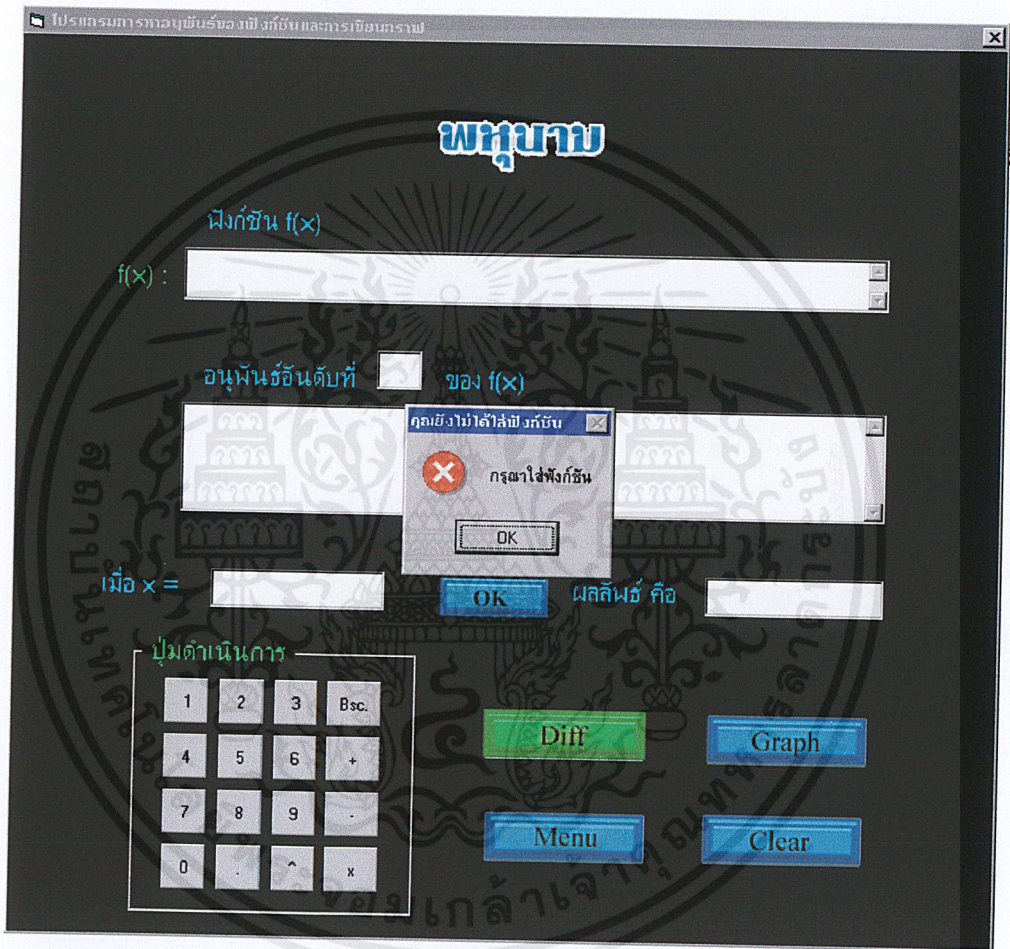 โปรแกรมการหาอนุพันธ์ของฟังก์ชันและการเขียนกราฟ
พหุนาม
ฟังก์ชัน f(x)
f(x) :
อนุพันธ์อันดับที่ ของ f(x)
คุณยังไม่ได้ใส่ฟังก์ชัน
กรุณาใส่ฟังก์ชัน
OK
เมื่อ x =
OK
ผลลัพธ์ คือ
ปุ่มดำเนินการ
1 2 3 Bsc.
4 5 6 +
7 8 9 -
0 . ^ x
Diff
Graph
Menu
Clear